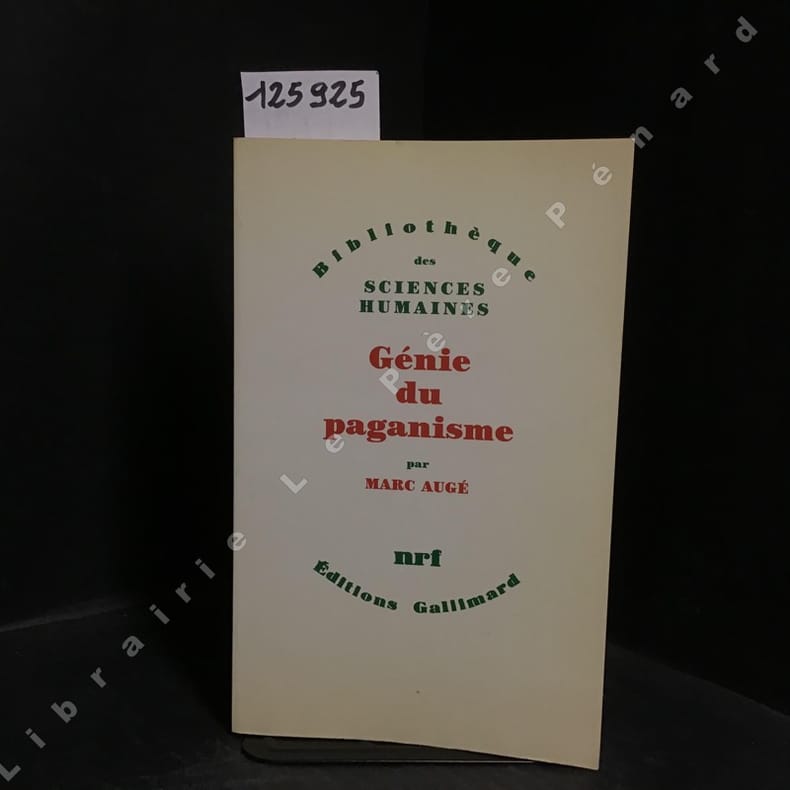 125925
Bibliothèque
des
SCIENCES
HUMAINES
Génie
du
paganisme
par
MARC AUGÉ
nrf
Éditions Gallimard
Librairie Le Père Pénard